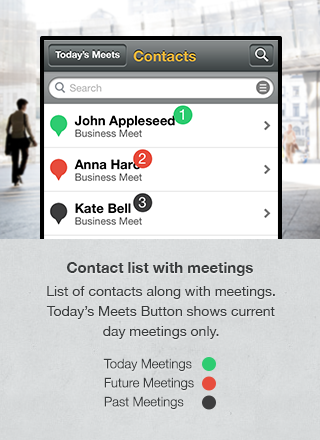 Today's Meets Contacts
Search
John Appleseed 1
Business Meet
Anna Haro 2
Business Meet
Kate Bell 3
Business Meet
Contact list with meetings
List of contacts along with meetings.
Today's Meets Button shows current
day meetings only.
Today Meetings
Future Meetings
Past Meetings